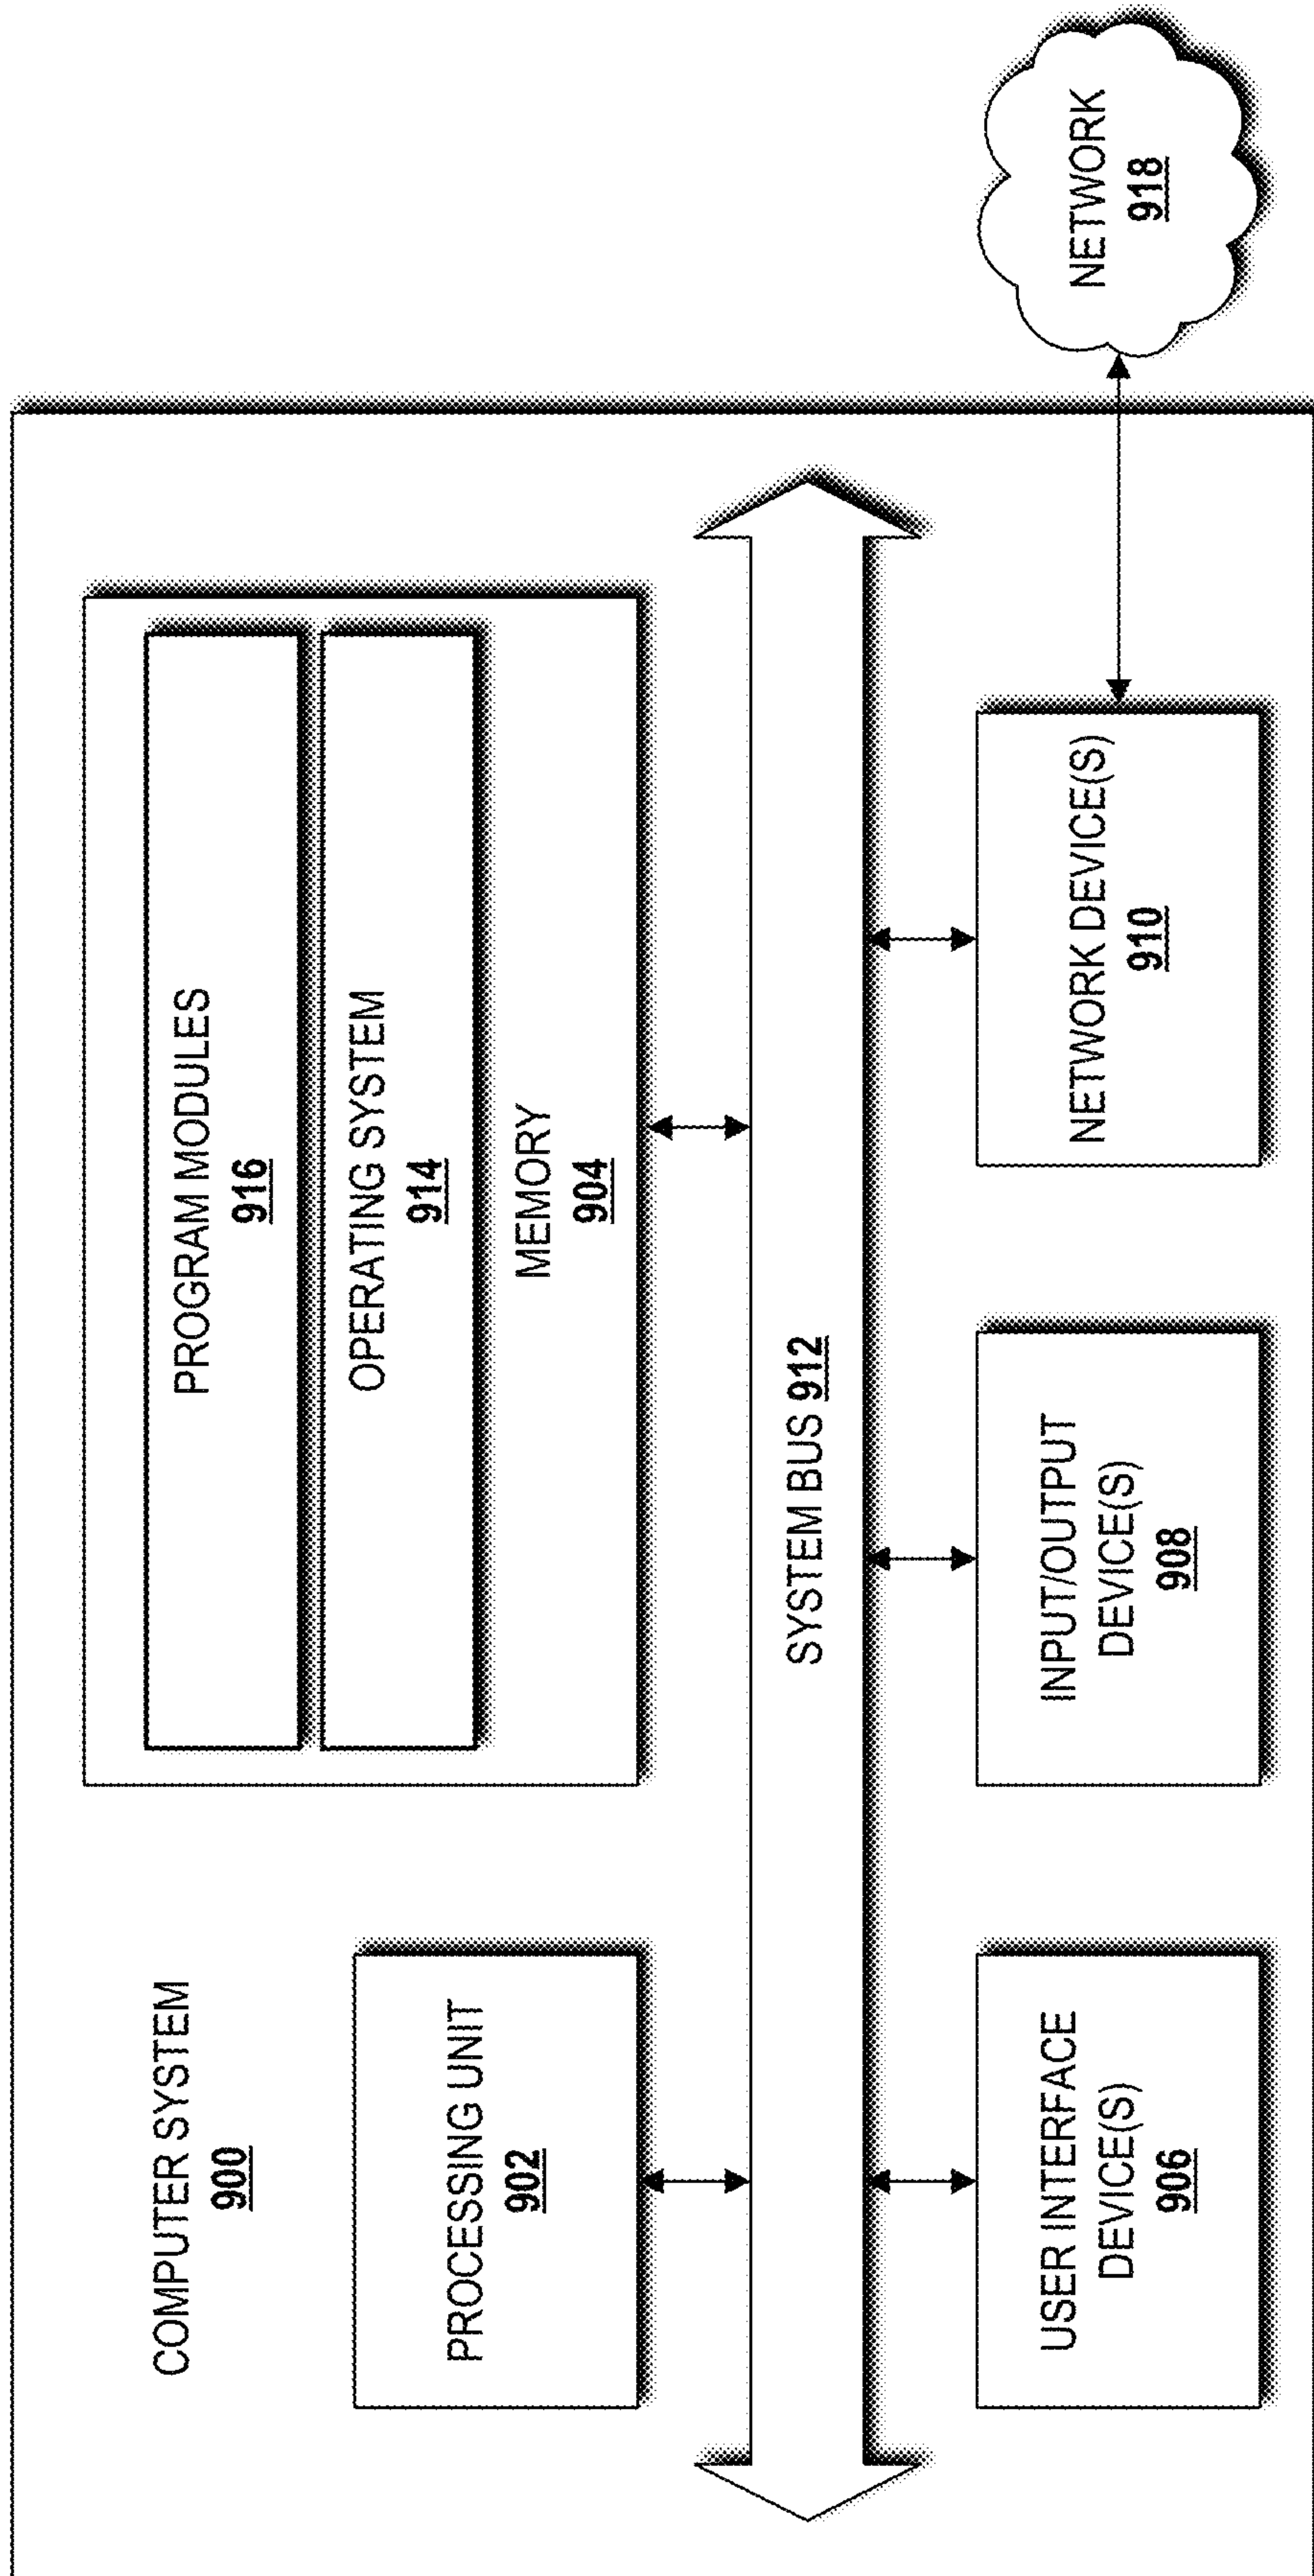 COMPUTER SYSTEM
900
PROCESSING UNIT
902
PROGRAM MODULES
916
OPERATING SYSTEM
914
MEMORY
904
SYSTEM BUS 912
USER INTERFACE
DEVICE(S)
906
INPUT/OUTPUT
DEVICE(S)
908
NETWORK DEVICE(S)
910
NETWORK
918